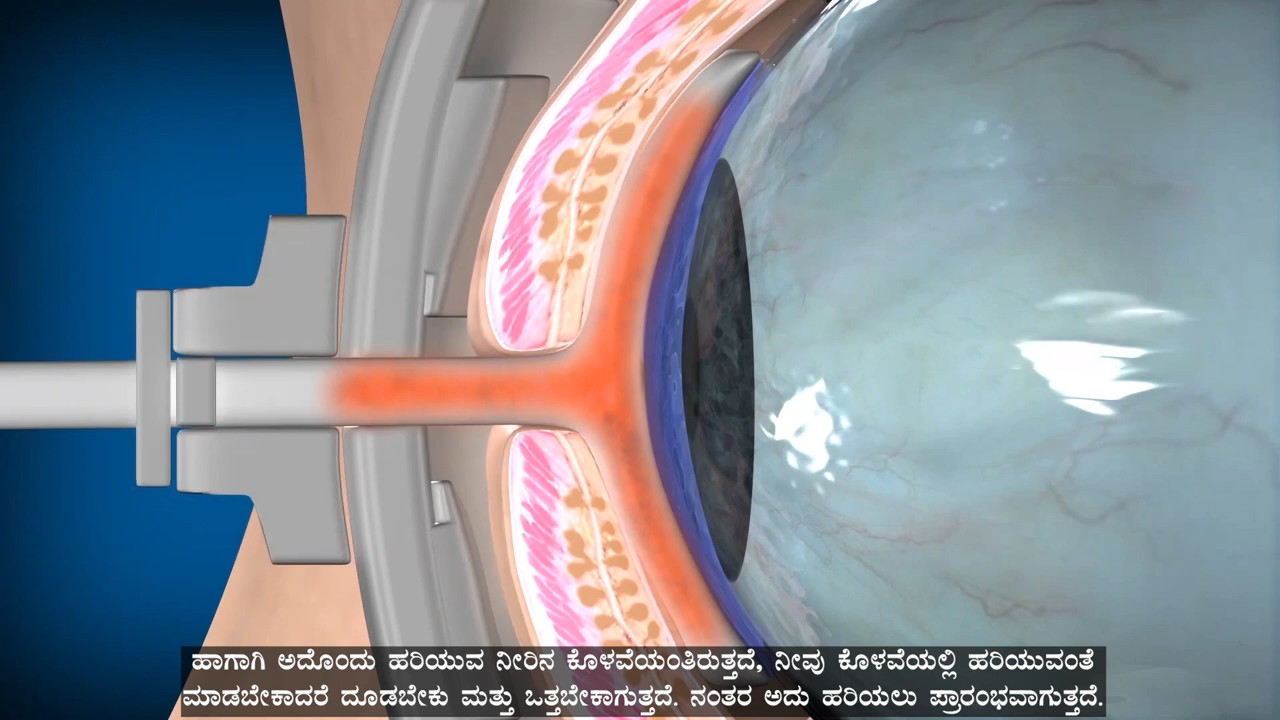 ಹಾಗಾಗಿ ಅದೊಂದು ಹರಿಯುವ ನೀರಿನ ಕೊಳವೆಯಂತಿರುತ್ತದೆ, ನೀವು ಕೊಳವೆಯಲ್ಲಿ ಹರಿಯುವಂತೆ
ಮಾಡಬೇಕಾದರೆ ದೂಡಬೇಕು ಮತ್ತು ಒತ್ತಬೇಕಾಗುತ್ತದೆ. ನಂತರ ಅದು ಹರಿಯಲು ಪ್ರಾರಂಭವಾಗುತ್ತದೆ.